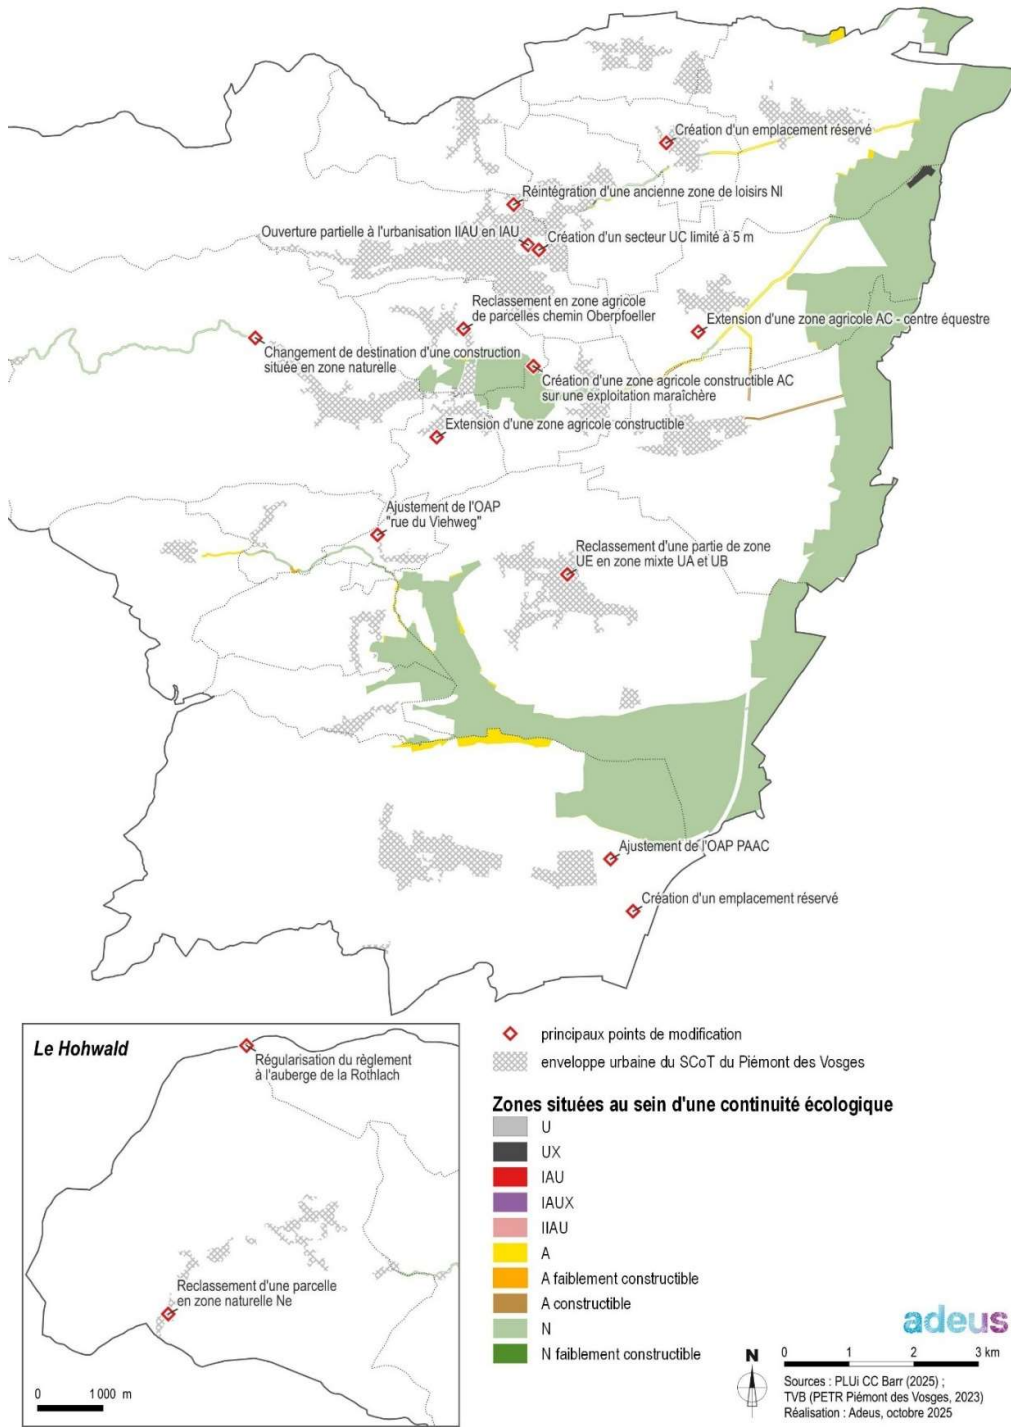 Création d'un emplacement réservé
Réintégration d'une ancienne zone de loisirs Nl
Ouverture partielle à l'urbanisation IIAU en IAU
Création d'un secteur UC limité à 5 m
Reclassement en zone agricole
de parcelles chemin Oberpfoeller
Extension d'une zone agricole AC - centre équestre
Changement de destination d'une construction
située en zone naturelle
Création d'une zone agricole constructible AC
sur une exploitation maraîchère
Extension d'une zone agricole constructible
Ajustement de l'OAP
"rue du Viehweg"
Reclassement d'une partie de zone
UE en zone mixte UA et UB
Ajustement de l'OAP PAAC
Création d'un emplacement réservé
Le Hohwald
Régularisation du règlement
à l'auberge de la Rothlach
Reclassement d'une parcelle
en zone naturelle Ne
0 1 000 m
principaux points de modification
enveloppe urbaine du SCoT du Piémont des Vosges
Zones situées au sein d'une continuité écologique
U
UX
IAU
IAUX
IIAU
A
A faiblement constructible
A constructible
N
N faiblement constructible
adeus
N
0 1 2 3 km
Sources : PLUi CC Barr (2025) ;
TVB (PETR Piémont des Vosges, 2023)
Réalisation : Adeus, octobre 2025